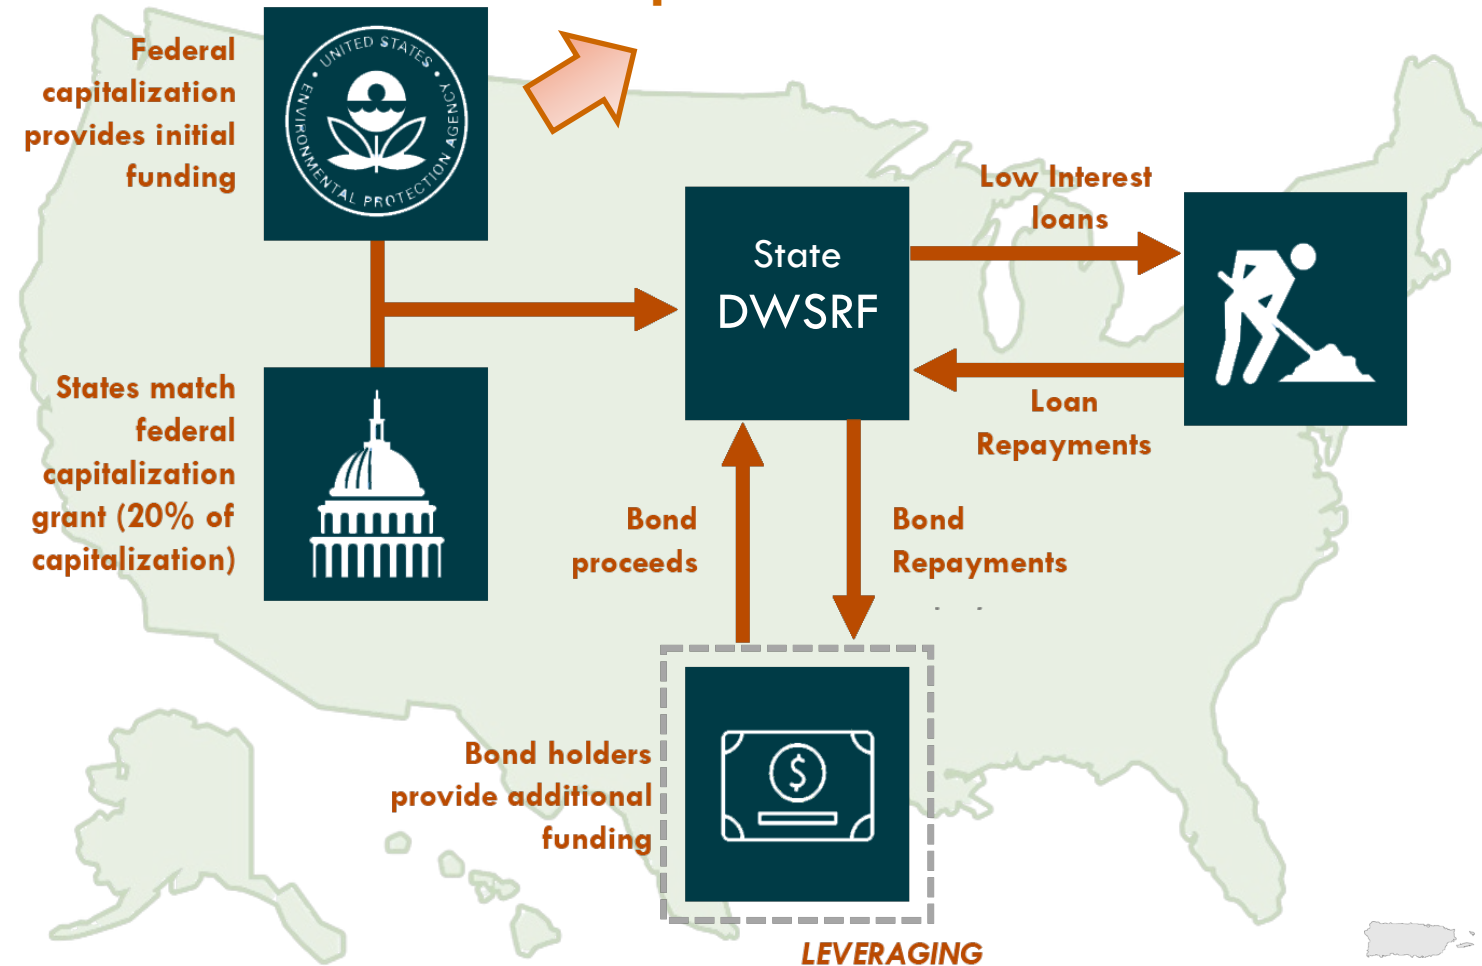 Federal
capitalization
provides initial
funding
UNITED STATES
ENVIRONMENTAL PROTECTION AGENCY
States match
federal
capitalization
grant (20% of
capitalization)
State
DWSRF
Low Interest
loans
Loan
Repayments
Bond
proceeds
Bond
Repayments
Bond holders
provide additional
funding
$
LEVERAGING